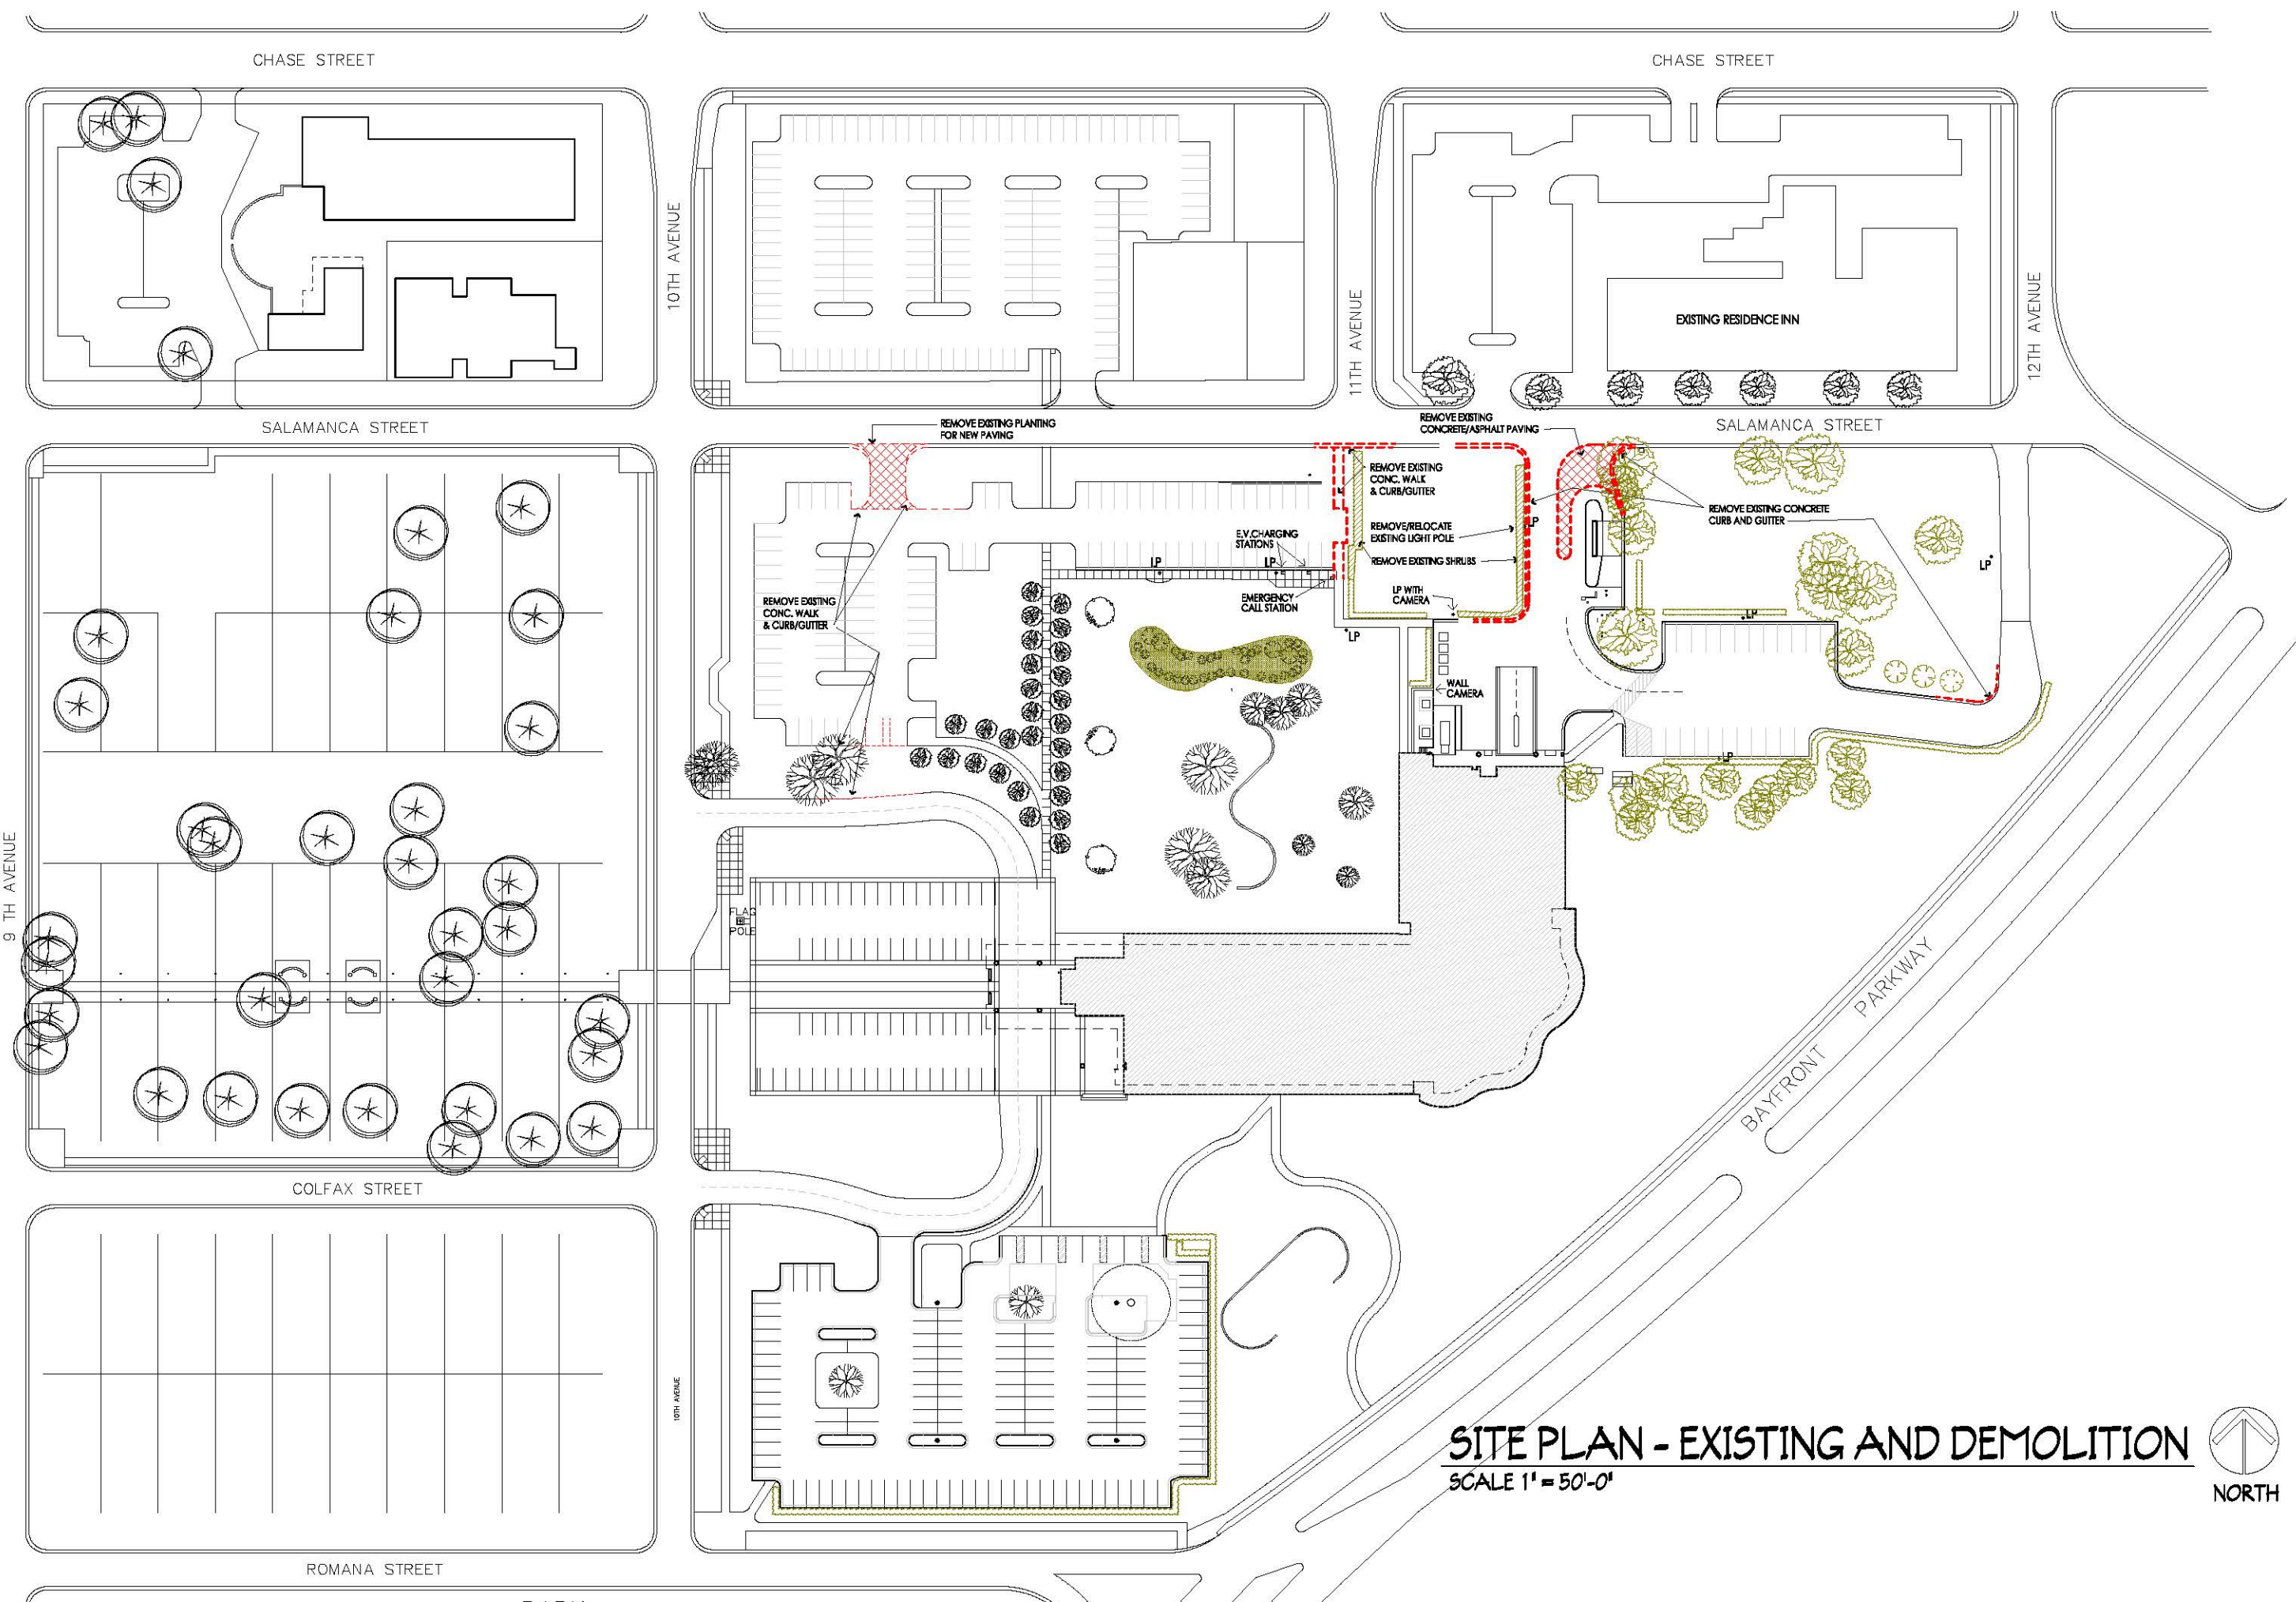 CHASE STREET
CHASE STREET
10TH AVENUE
11TH AVENUE
12TH AVENUE
EXISTING RESIDENCE INN
SALAMANCA STREET
SALAMANCA STREET
REMOVE EXISTING PLANTING
FOR NEW PAVING
REMOVE EXISTING
CONCRETE/ASPHALT PAVING
REMOVE EXISTING
CONC. WALK
& CURB/GUTTER
REMOVE EXISTING CONCRETE
CURB AND GUTTER
REMOVE/RELOCATE
EXISTING LIGHT POLE
LP
E.V.CHARGING
STATIONS
LP
LP
REMOVE EXISTING SHRUBS
LP
EMERGENCY
CALL STATION
LP WITH
CAMERA
REMOVE EXISTING
CONC. WALK
& CURB/GUTTER
LP
LP
WALL
CAMERA
LP
9 TH AVENUE
FLAG
POLE
BAYFRONT PARKWAY
COLFAX STREET
10TH AVENUE
SITE PLAN - EXISTING AND DEMOLITION
SCALE 1" = 50'-0"
NORTH
ROMANA STREET